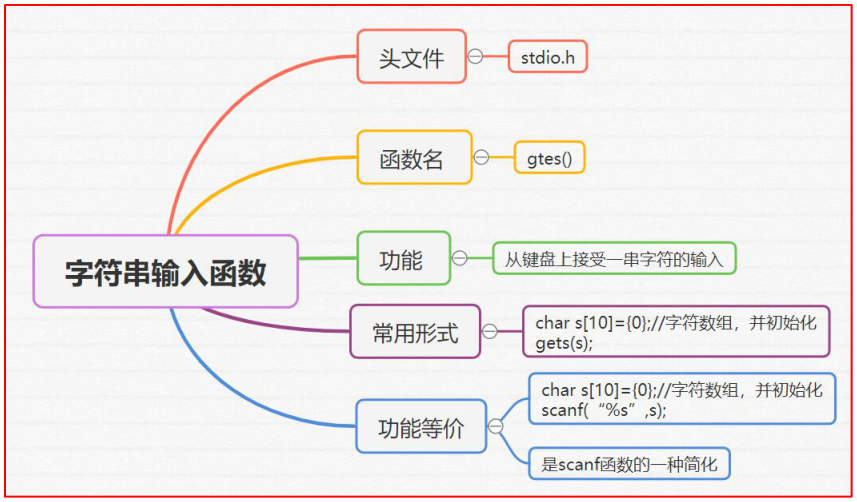 字符串输入函数
头文件
stdio.h
函数名
gtes()
功能
从键盘上接受一串字符的输入
常用形式
char s[10]={0};//字符数组，并初始化
gets(s);
功能等价
char s[10]={0};//字符数组，并初始化
scanf(“%s”,s);
是scanf函数的一种简化